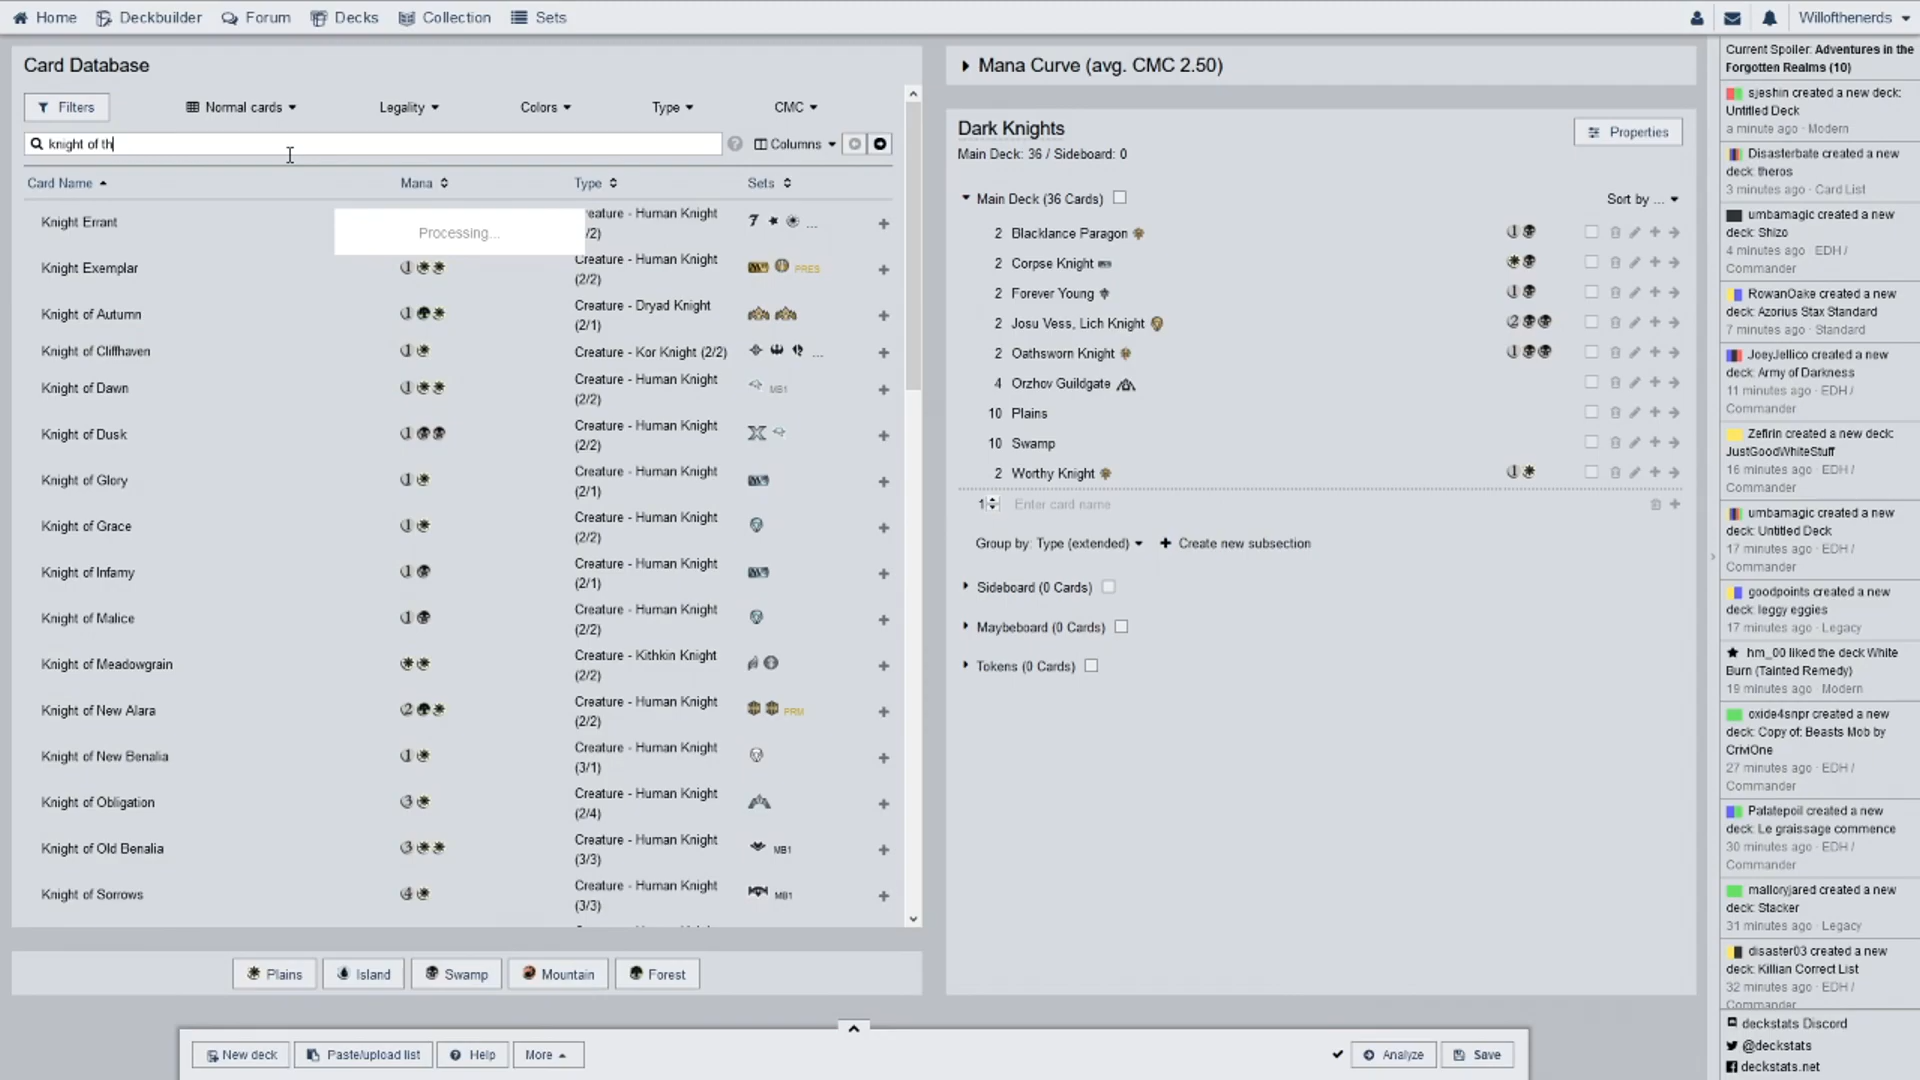 Home Deckbuilder Forum Decks Collection Sets Willofthenerds
Card Database
Filters Normal cards Legality Colors Type CMC
knight of th
Columns
Card Name Mana Type Sets
Processing...
Knight Errant eature - Human Knight
/2) ...
Knight Exemplar Creature - Human Knight
(2/2) PRES
Knight of Autumn Creature - Dryad Knight
(2/1)
Knight of Cliffhaven Creature - Kor Knight (2/2) ...
Knight of Dawn Creature - Human Knight
(2/2) MB1
Knight of Dusk Creature - Human Knight
(2/2)
Knight of Glory Creature - Human Knight
(2/1)
Knight of Grace Creature - Human Knight
(2/2)
Knight of Infamy Creature - Human Knight
(2/1)
Knight of Malice Creature - Human Knight
(2/2)
Knight of Meadowgrain Creature - Kithkin Knight
(2/2)
Knight of New Alara Creature - Human Knight
(2/2) PRM
Knight of New Benalia Creature - Human Knight
(3/1)
Knight of Obligation Creature - Human Knight
(2/4)
Knight of Old Benalia Creature - Human Knight
(3/3) MB1
Knight of Sorrows Creature - Human Knight
(3/3) MB1
Plains Island Swamp Mountain Forest
Mana Curve (avg. CMC 2.50)
Dark Knights
Properties
Main Deck: 36 / Sideboard: 0
Main Deck (36 Cards) Sort by ...
2 Blacklance Paragon
2 Corpse Knight
2 Forever Young
2 Josu Vess, Lich Knight
2 Oathsworn Knight
4 Orzhov Guildgate
10 Plains
10 Swamp
2 Worthy Knight
1 Enter card name
Group by: Type (extended) Create new subsection
Sideboard (0 Cards)
Maybeboard (0 Cards)
Tokens (0 Cards)
New deck Paste/upload list Help More Analyze Save
Current Spoiler: Adventures in the
Forgotten Realms (10)
sjeshin created a new deck:
Untitled Deck
a minute ago · Modern
Disasterbate created a new
deck: theros
3 minutes ago · Card List
umbamagic created a new
deck: Shizo
4 minutes ago · EDH /
Commander
RowanOake created a new
deck: Azorius Stax Standard
7 minutes ago · Standard
JoeyJellico created a new
deck: Army of Darkness
11 minutes ago · EDH /
Commander
Zefirin created a new deck:
JustGoodWhiteStuff
16 minutes ago · EDH /
Commander
umbamagic created a new
deck: Untitled Deck
17 minutes ago · EDH /
Commander
goodpoints created a new
deck: leggy eggies
17 minutes ago · Legacy
hm_00 liked the deck White
Burn (Tainted Remedy)
19 minutes ago · Modern
oxide4snpr created a new
deck: Copy of: Beasts Mob by
CriviOne
27 minutes ago · EDH /
Commander
Palatepoil created a new
deck: Le graissage commence
30 minutes ago · EDH /
Commander
malloryjared created a new
deck: Stacker
31 minutes ago · Legacy
disaster03 created a new
deck: Killian Correct List
32 minutes ago · EDH /
Commander
deckstats Discord
@deckstats
deckstats.net